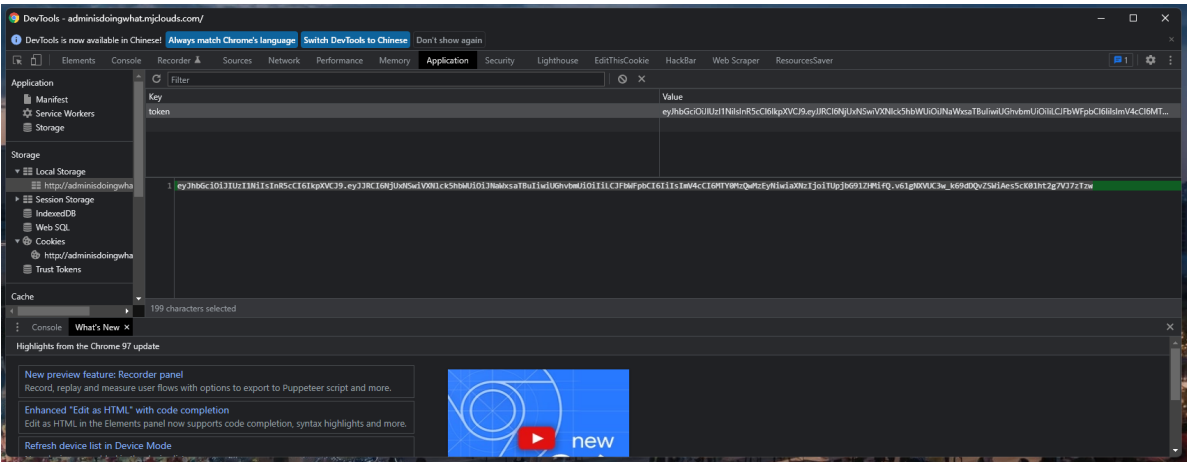 DevTools - adminisdoingwhat.mjclouds.com/
DevTools is now available in Chinese! Always match Chrome's language Switch DevTools to Chinese Don't show again
Elements Console Recorder Sources Network Performance Memory Application Security Lighthouse EditThisCookie HackBar Web Scraper ResourcesSaver 1
Application
Manifest
Service Workers
Storage
Storage
Local Storage
http://adminisdoingwha
Session Storage
IndexedDB
Web SQL
Cookies
http://adminisdoingwha
Trust Tokens
Cache
Filter
Key Value
token
1
199 characters selected
Console What's New
Highlights from the Chrome 97 update
New preview feature: Recorder panel
Record, replay and measure user flows with options to export to Puppeteer script and more.
Enhanced "Edit as HTML" with code completion
Edit as HTML in the Elements panel now supports code completion, syntax highlights and more.
Refresh device list in Device Mode
new